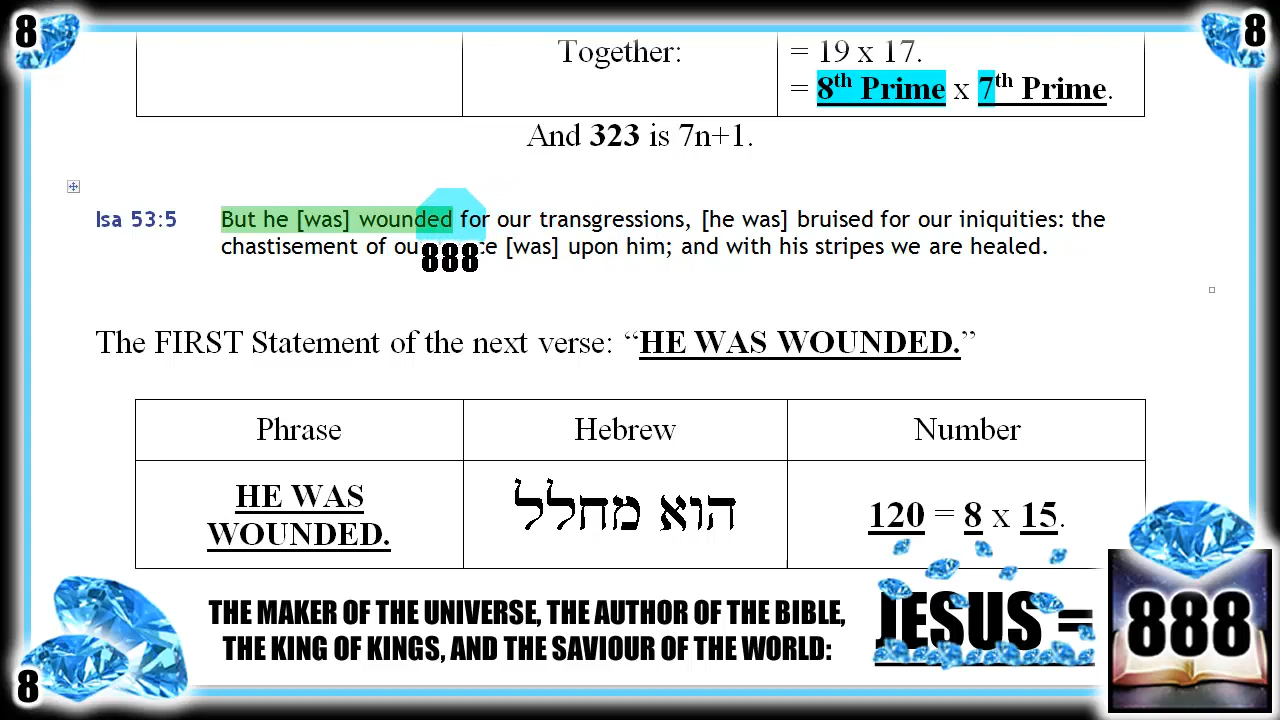 8
8
Together:
= 19 x 17.
= 8th Prime x 7th Prime.
And 323 is 7n+1.
Isa 53:5
But he [was] wounded for our transgressions, [he was] bruised for our iniquities: the
chastisement of [was] upon him; and with his stripes we are healed.
888
The FIRST Statement of the next verse: “HE WAS WOUNDED.”
Phrase
Hebrew
Number
HE WAS
WOUNDED.
הוא מחלל
120 = 8 x 15.
THE MAKER OF THE UNIVERSE, THE AUTHOR OF THE BIBLE,
THE KING OF KINGS, AND THE SAVIOUR OF THE WORLD:
JESUS =
888
8